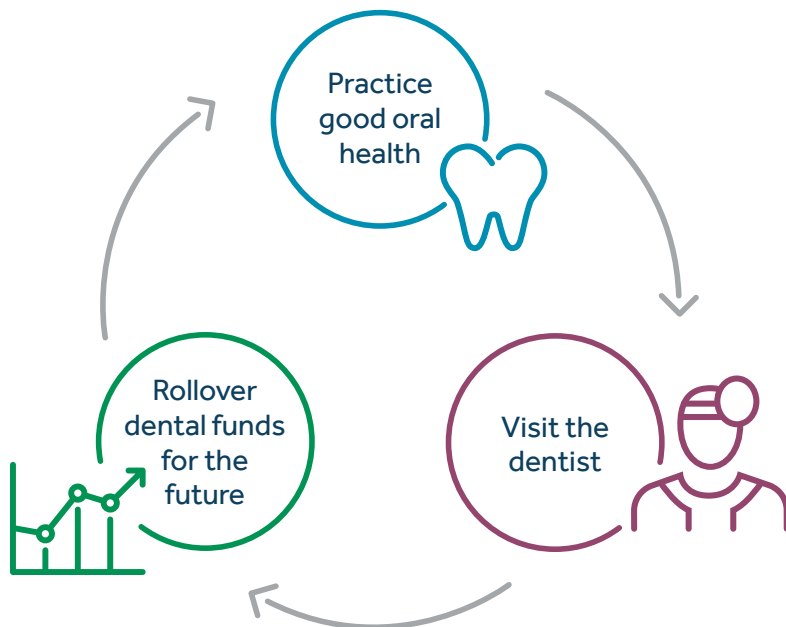 Practice
good oral
health
Visit the
dentist
Rollover
dental funds
for the
future